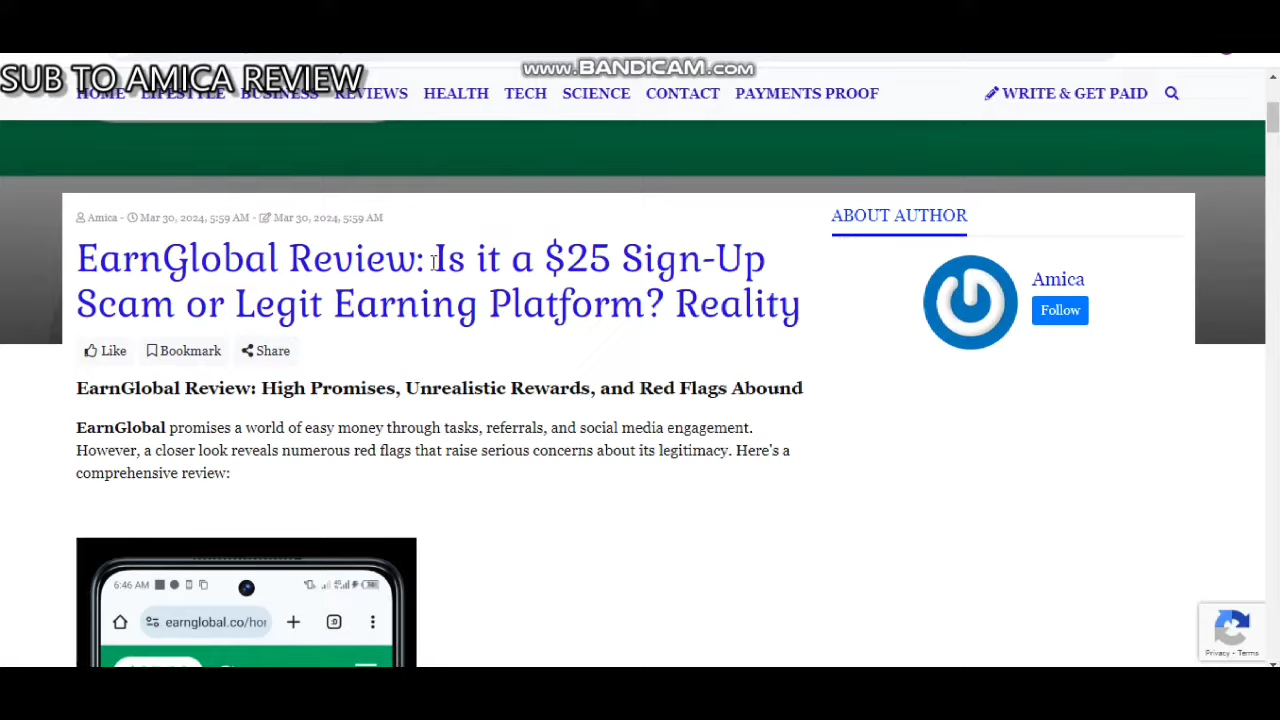 www.BANDICAM.com
SUB TO AMICA REVIEW
HOME LIFESTYLE BUSINESS REVIEWS HEALTH TECH SCIENCE CONTACT PAYMENTS PROOF WRITE & GET PAID
Amica - Mar 30, 2024, 5:59 AM - Mar 30, 2024, 5:59 AM
EarnGlobal Review: Is it a $25 Sign-Up
Scam or Legit Earning Platform? Reality
Like Bookmark Share
EarnGlobal Review: High Promises, Unrealistic Rewards, and Red Flags Abound
EarnGlobal promises a world of easy money through tasks, referrals, and social media engagement.
However, a closer look reveals numerous red flags that raise serious concerns about its legitimacy. Here's a
comprehensive review:
6:46 AM
earnglobal.co/hor
ABOUT AUTHOR
Amica
Follow
Privacy - Terms